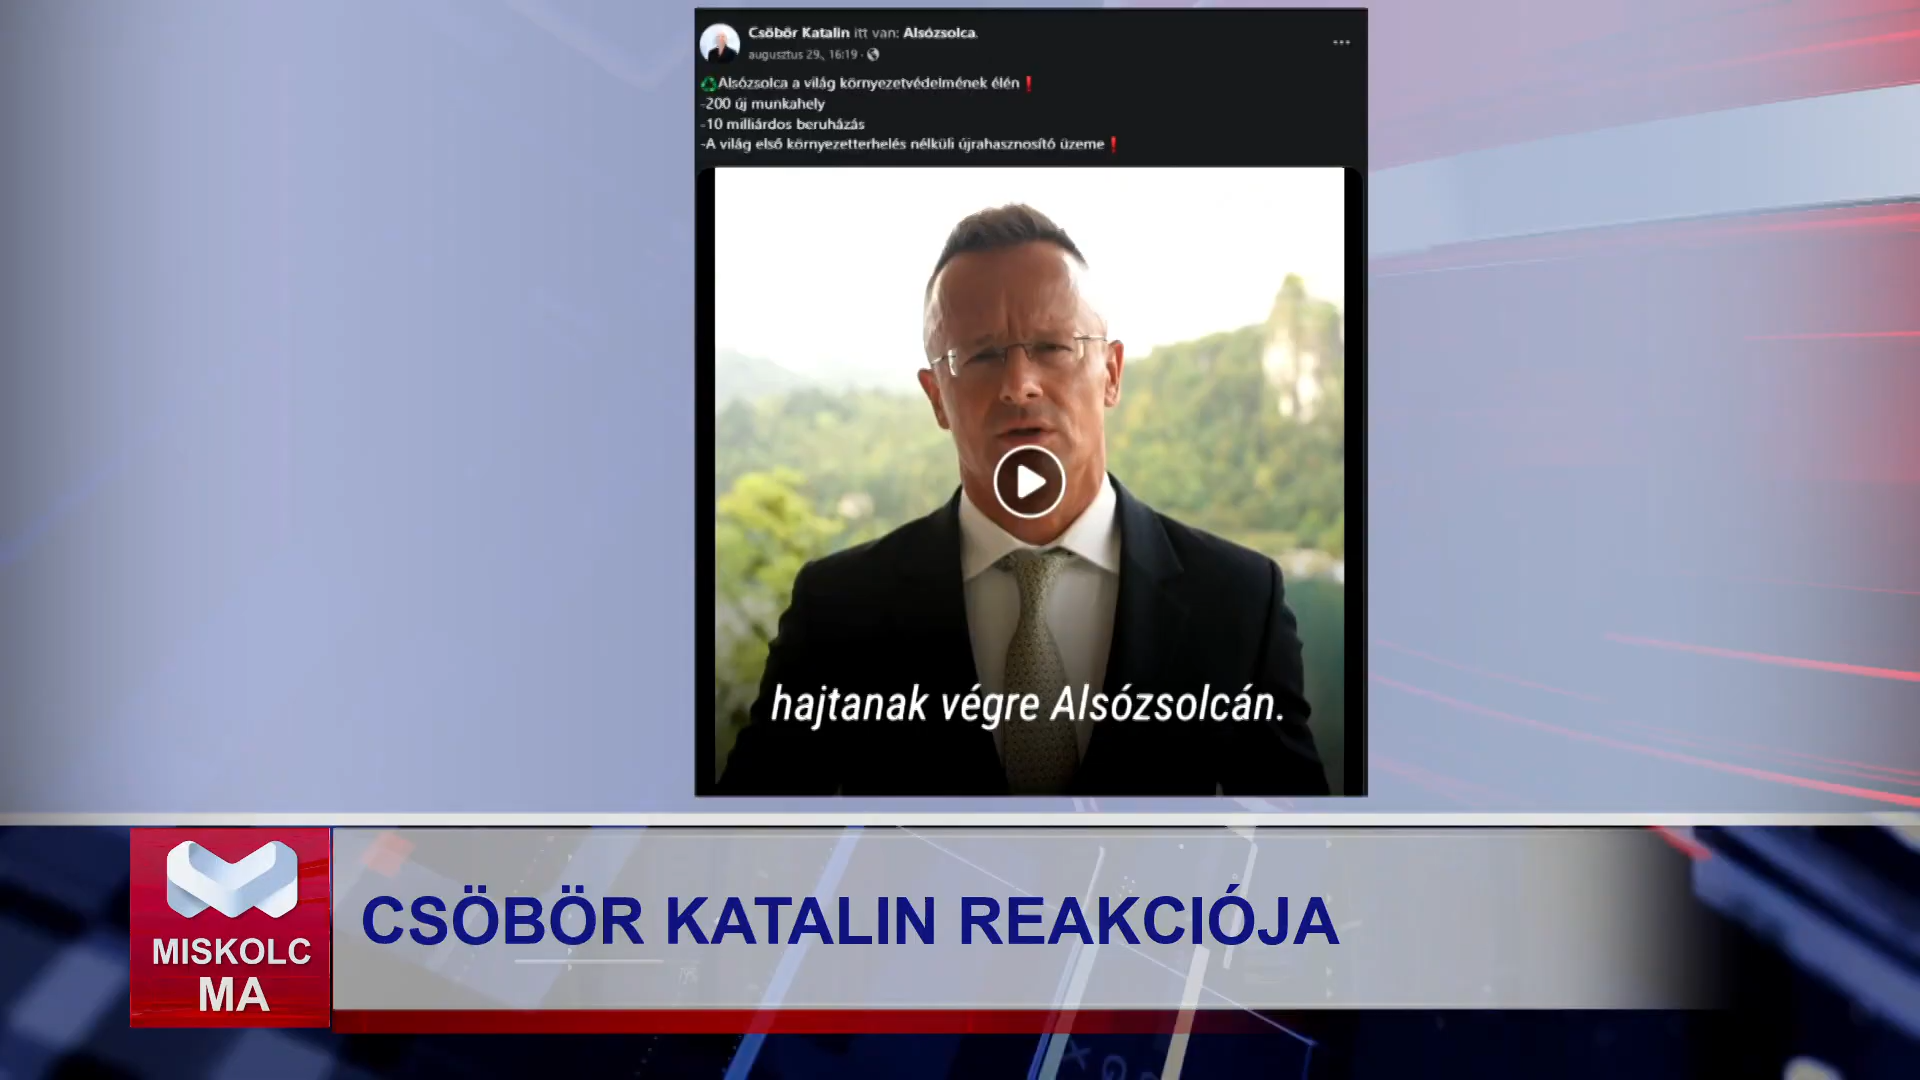 Csöbör Katalin itt van: Alsózsolca.
augusztus 29., 16:19 ·
Alsózsolca a világ környezetvédelmének élén❗
-200 új munkahely
-10 milliárdos beruházás
-A világ első környezetterhelés nélküli újrahasznosító üzeme❗
hajtanak végre Alsózsolcán.
CSÖBÖR KATALIN REAKCIÓJA
MISKOLC
MA